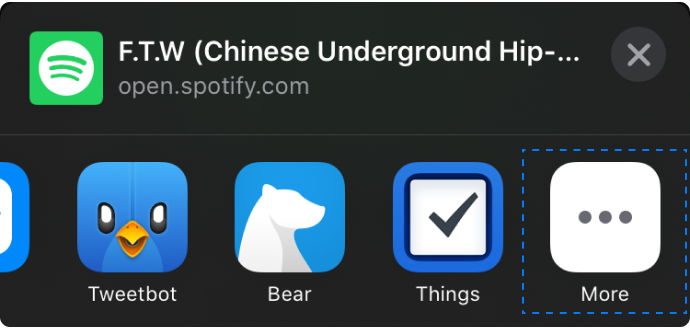 F.T.W (Chinese Underground Hip-...
open.spotify.com
Tweetbot
Bear
Things
More